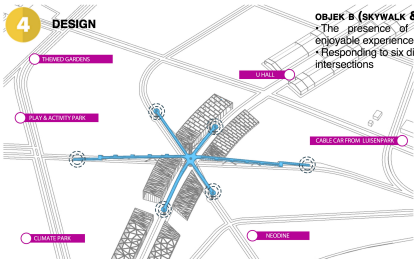 4 DESIGN
OBJEK B (SKYWALK &
• The presence of
enjoyable experience
• Responding to six di
intersections
THEMED GARDENS
U HALL
PLAY & ACTIVITY PARK
CABLE CAR FROM LUISENPARK
CLIMATE PARK
NEODINE